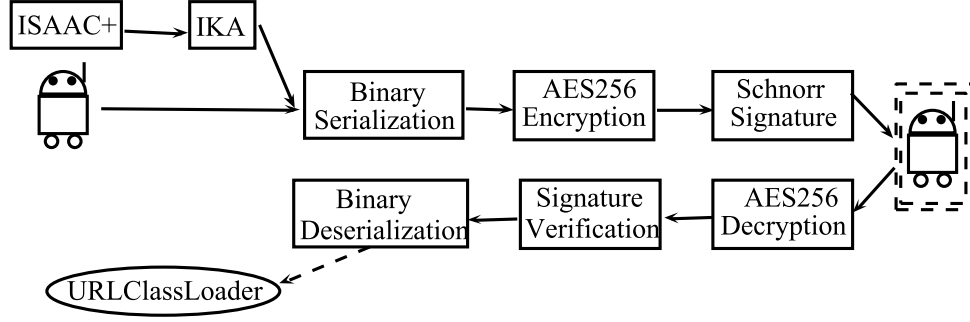 ISAAC+
IKA
Binary
Serialization
AES256
Encryption
Schnorr
Signature
Binary
Deserialization
Signature
Verification
AES256
Decryption
URLClassLoader